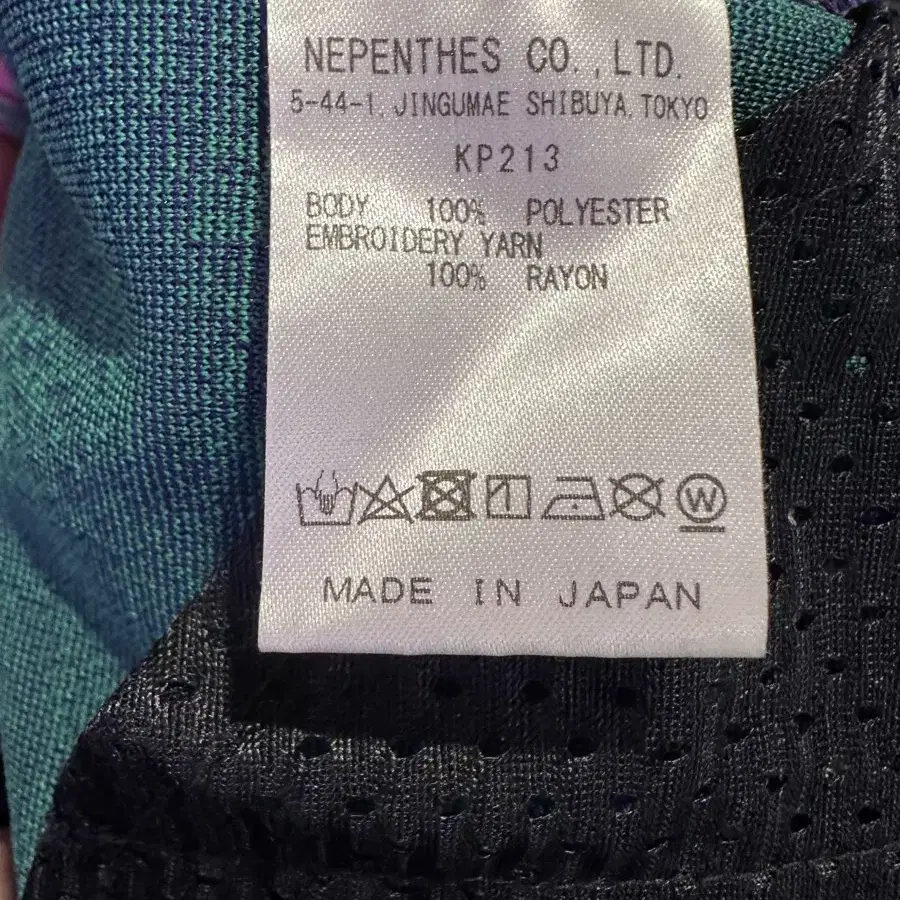 NEPENTHES CO.,LTD.
5-44-1, JINGUMAE SHIBUYA.TOKYO
KP213
BODY 100% POLYESTER
EMBROIDERY YARN
100% RAYON
W
MADE IN JAPAN